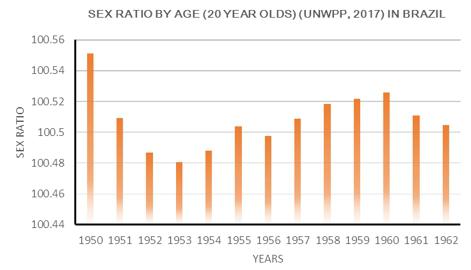 SEX RATIO BY AGE (20 YEAR OLDS) (UNWPP, 2017) IN BRAZIL
100.56
100.54
100.52
100.5
100.48
100.46
100.44
SEX RATIO
1950 1951 1952 1953 1954 1955 1956 1957 1958 1959 1960 1961 1962
YEARS